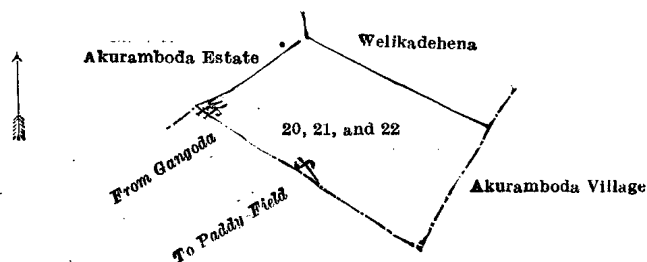 Welikadehena
Akuramboda Estate
20, 21, and 22
From Gangoda
Akuramboda Village
To Paddy Field